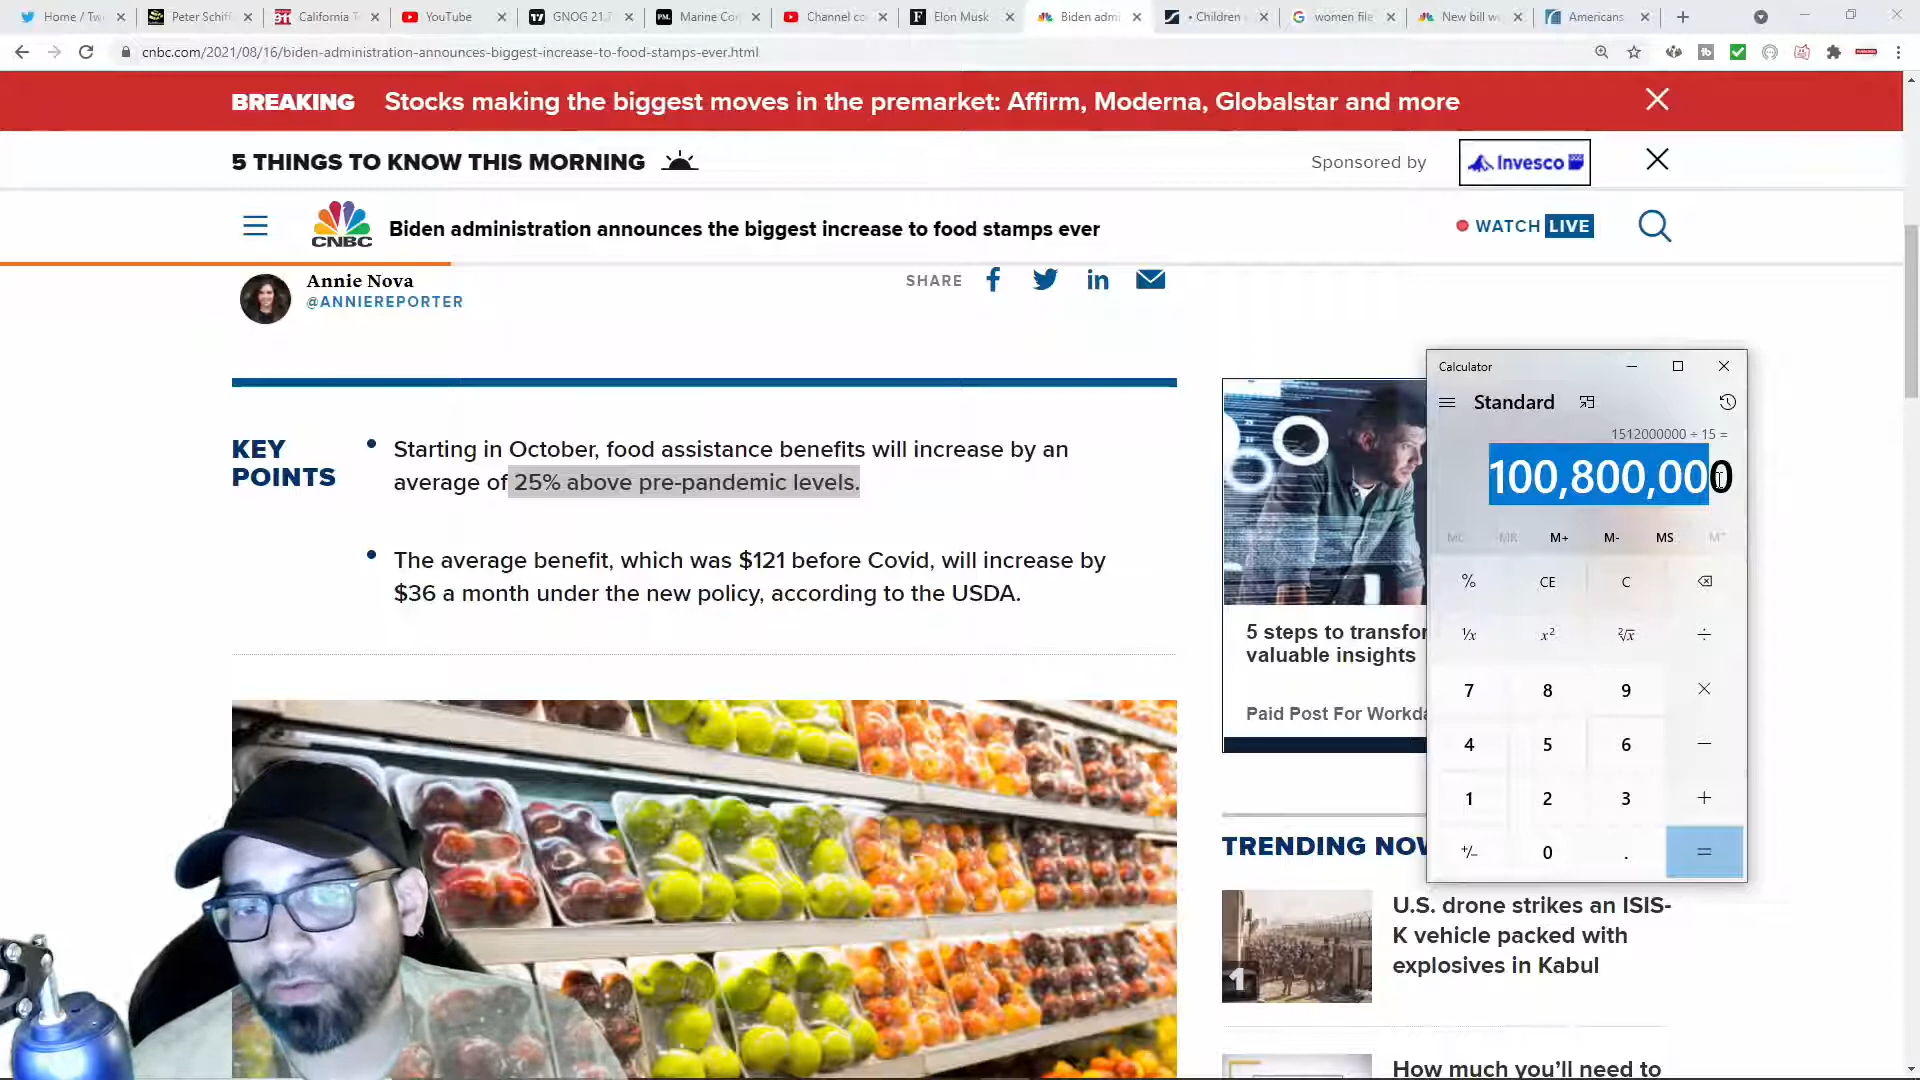 Home / Tw
Peter Schiff
California T
YouTube
GNOG 21.
Marine Co
Channel co
Elon Musk
Biden adm
• Children
women file
New bill w
Americans
cnbc.com/2021/08/16/biden-administration-announces-biggest-increase-to-food-stamps-ever.html
BREAKING Stocks making the biggest moves in the premarket: Affirm, Moderna, Globalstar and more
5 THINGS TO KNOW THIS MORNING
Sponsored by
Invesco
CNBC
Biden administration announces the biggest increase to food stamps ever
WATCH LIVE
Annie Nova
@ANNIEREPORTER
SHARE
KEY
POINTS
Starting in October, food assistance benefits will increase by an
average of 25% above pre-pandemic levels.
The average benefit, which was $121 before Covid, will increase by
$36 a month under the new policy, according to the USDA.
5 steps to transfor
valuable insights
Paid Post For Workda
TRENDING NOW
1
U.S. drone strikes an ISIS-
K vehicle packed with
explosives in Kabul
How much you’ll need to
Calculator
Standard
1512000000 ÷ 15 =
100,800,000
MC MR M+ M- MS M˅
% CE C
¹/x x² ²√x ÷
7 8 9 ×
4 5 6 −
1 2 3 +
+/− 0 . =